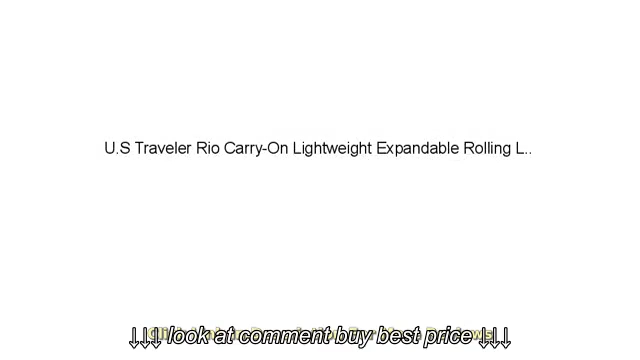 U.S Traveler Rio Carry-On Lightweight Expandable Rolling L..
↓↓↓ look at comment buy best price ↓↓↓